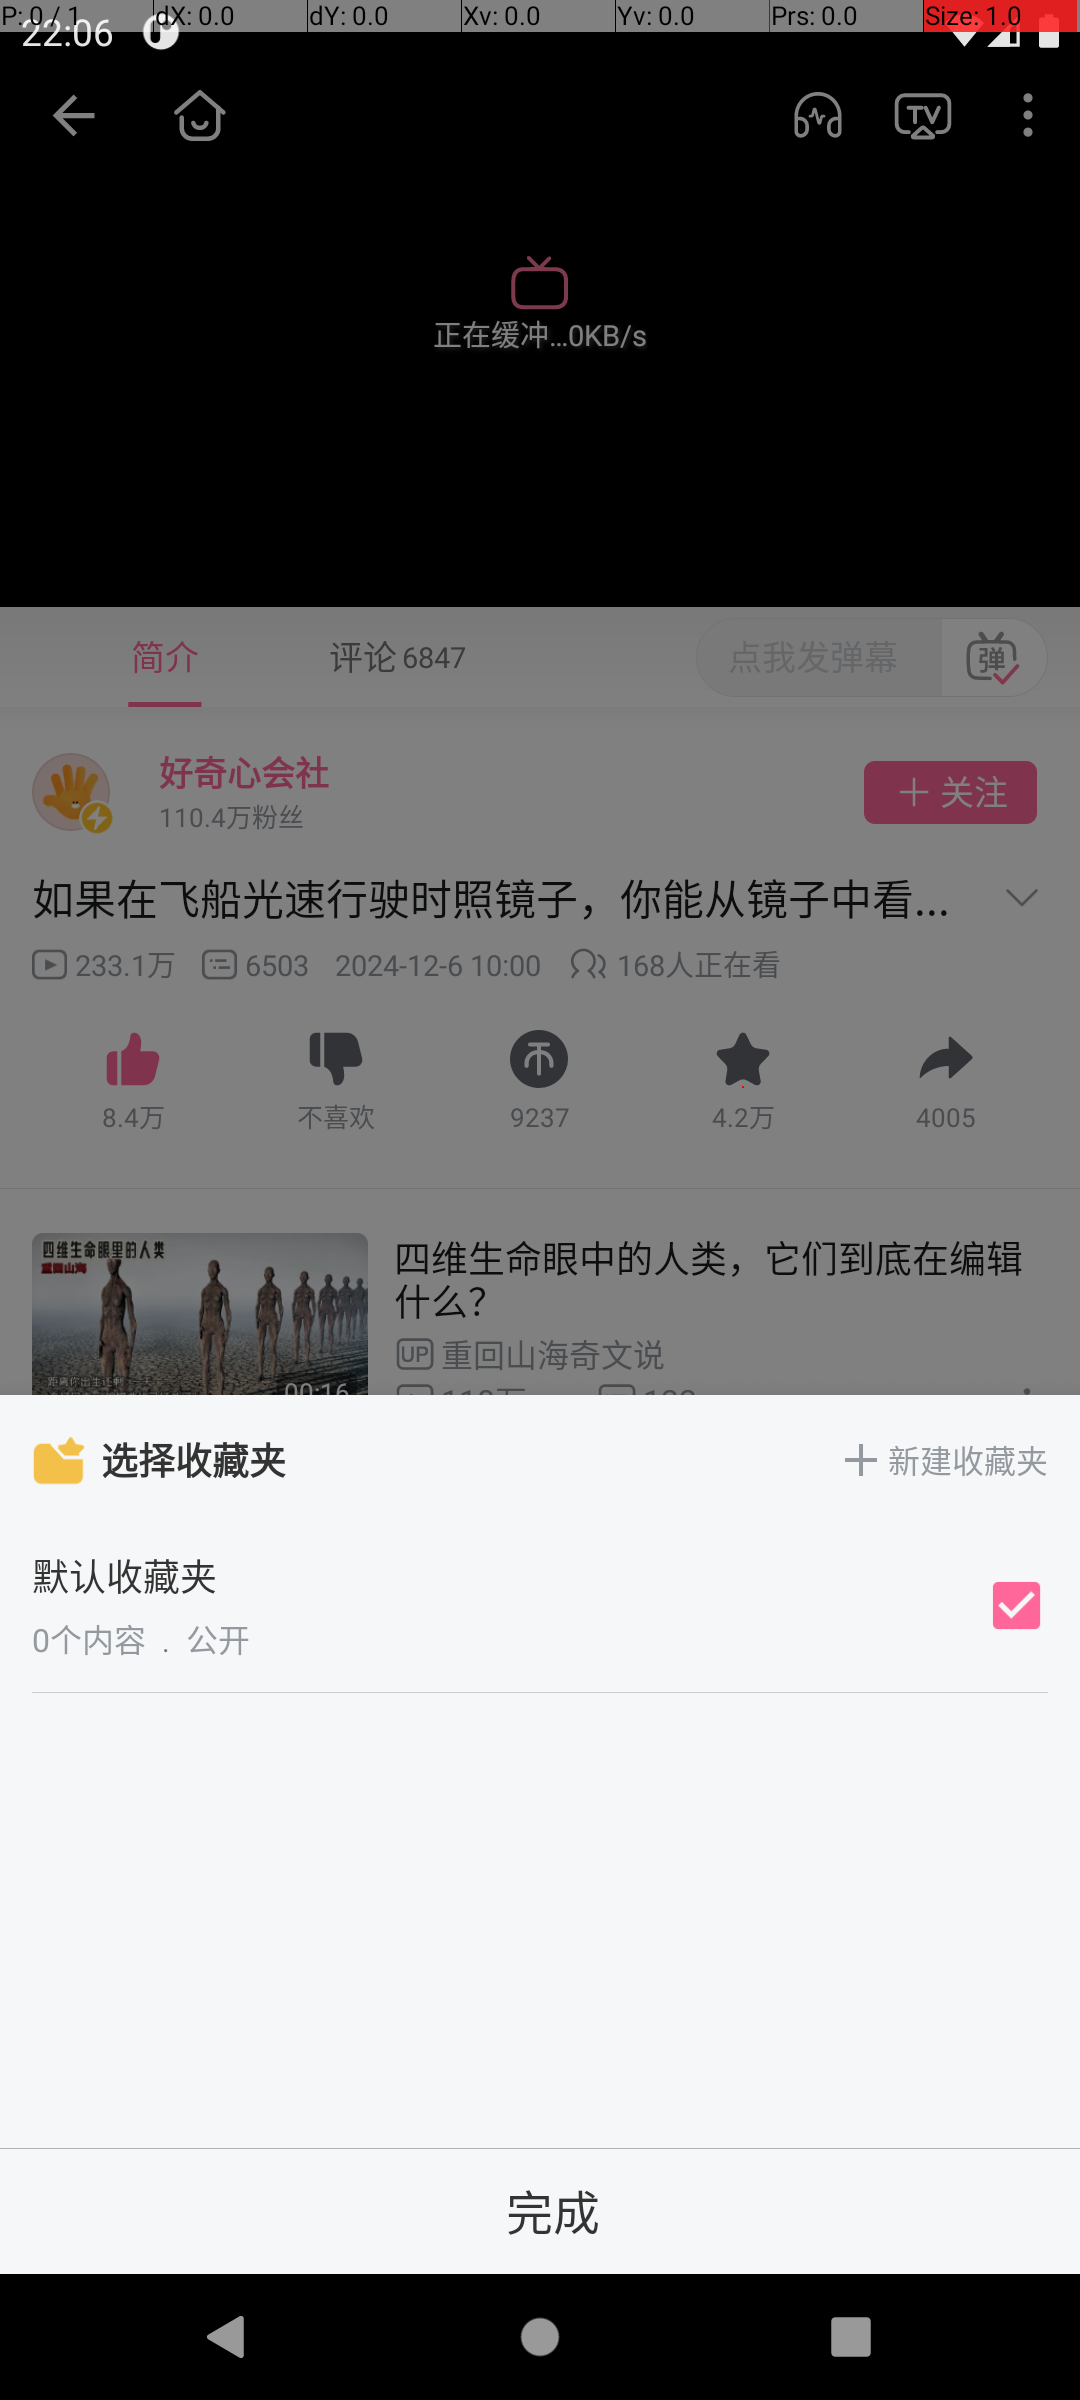 P: 0 / 1 dX: 0.0 dY: 0.0 Xv: 0.0 Yv: 0.0 Prs: 0.0 Size: 1.0
22:06
TV
正在缓冲...0KB/s
简介 评论 6847 点我发弹幕 弹
好奇心会社
110.4万粉丝
关注
如果在飞船光速行驶时照镜子，你能从镜子中看...
233.1万 6503 2024-12-6 10:00 168人正在看
8.4万 不喜欢 9237 4.2万 4005
四维生命眼里的人类
重回山海
00:16
四维生命眼中的人类，它们到底在编辑
什么？
UP 重回山海奇文说
选择收藏夹 新建收藏夹
默认收藏夹
0个内容 . 公开
完成